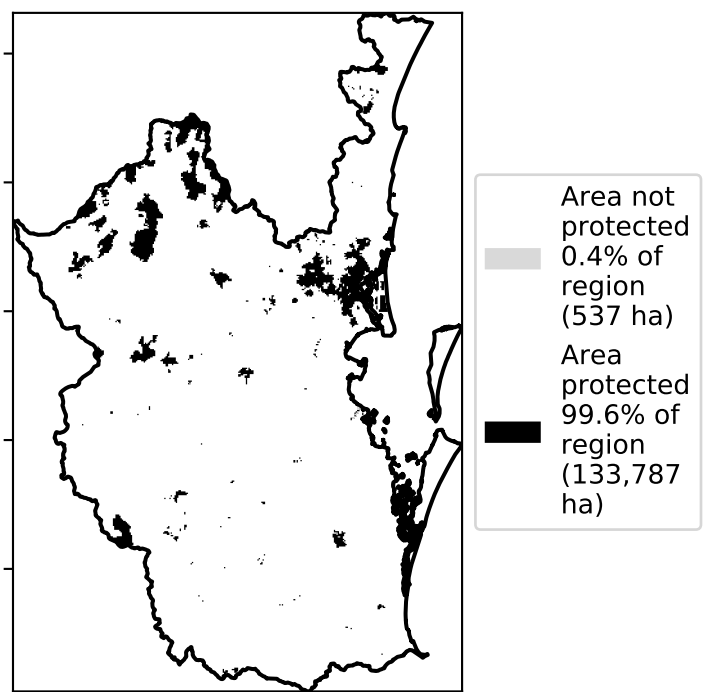 Area not
protected
0.4% of
region
(537 ha)
Area
protected
99.6% of
region
(133,787
ha)